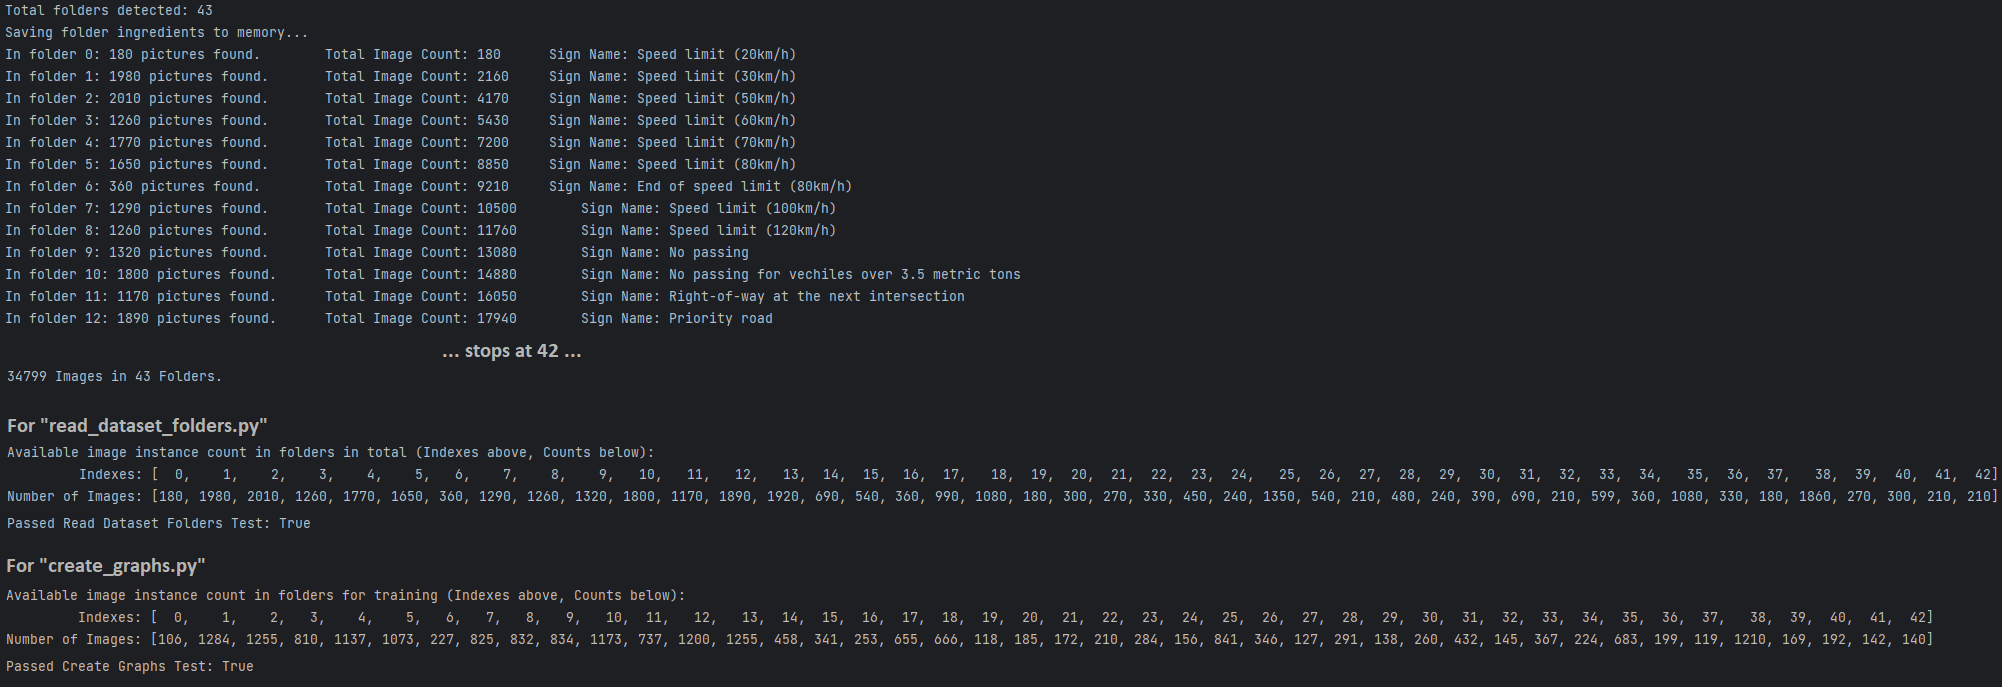 Total folders detected: 43
Saving folder ingredients to memory...
In folder 0: 180 pictures found.        Total Image Count: 180      Sign Name: Speed limit (20km/h)
In folder 1: 1980 pictures found.       Total Image Count: 2160     Sign Name: Speed limit (30km/h)
In folder 2: 2010 pictures found.       Total Image Count: 4170     Sign Name: Speed limit (50km/h)
In folder 3: 1260 pictures found.       Total Image Count: 5430     Sign Name: Speed limit (60km/h)
In folder 4: 1770 pictures found.       Total Image Count: 7200     Sign Name: Speed limit (70km/h)
In folder 5: 1650 pictures found.       Total Image Count: 8850     Sign Name: Speed limit (80km/h)
In folder 6: 360 pictures found.        Total Image Count: 9210     Sign Name: End of speed limit (80km/h)
In folder 7: 1290 pictures found.       Total Image Count: 10500        Sign Name: Speed limit (100km/h)
In folder 8: 1260 pictures found.       Total Image Count: 11760        Sign Name: Speed limit (120km/h)
In folder 9: 1320 pictures found.       Total Image Count: 13080        Sign Name: No passing
In folder 10: 1800 pictures found.      Total Image Count: 14880        Sign Name: No passing for vechiles over 3.5 metric tons
In folder 11: 1170 pictures found.      Total Image Count: 16050        Sign Name: Right-of-way at the next intersection
In folder 12: 1890 pictures found.      Total Image Count: 17940        Sign Name: Priority road
... stops at 42 ...
34799 Images in 43 Folders.
For "read_dataset_folders.py"
Available image instance count in folders in total (Indexes above, Counts below):
Indexes: [  0,    1,    2,    3,    4,    5,   6,    7,    8,    9,   10,   11,   12,   13,  14,  15,  16,  17,   18,  19,  20,  21,  22,  23,  24,   25,  26,  27,  28,  29,  30,  31,  32,  33,  34,   35,  36,  37,   38,  39,  40,  41,  42]
Number of Images: [180, 1980, 2010, 1260, 1770, 1650, 360, 1290, 1260, 1320, 1800, 1170, 1890, 1920, 690, 540, 360, 990, 1080, 180, 300, 270, 330, 450, 240, 1350, 540, 210, 480, 240, 390, 690, 210, 599, 360, 1080, 330, 180, 1860, 270, 300, 210, 210]
Passed Read Dataset Folders Test: True
For "create_graphs.py"
Available image instance count in folders for training (Indexes above, Counts below):
Indexes: [  0,    1,    2,   3,    4,    5,   6,   7,   8,   9,   10,  11,   12,   13,  14,  15,  16,  17,  18,  19,  20,  21,  22,  23,  24,  25,  26,  27,  28,  29,  30,  31,  32,  33,  34,  35,  36,  37,   38,  39,  40,  41,  42]
Number of Images: [106, 1284, 1255, 810, 1137, 1073, 227, 825, 832, 834, 1173, 737, 1200, 1255, 458, 341, 253, 655, 666, 118, 185, 172, 210, 284, 156, 841, 346, 127, 291, 138, 260, 432, 145, 367, 224, 683, 199, 119, 1210, 169, 192, 142, 140]
Passed Create Graphs Test: True